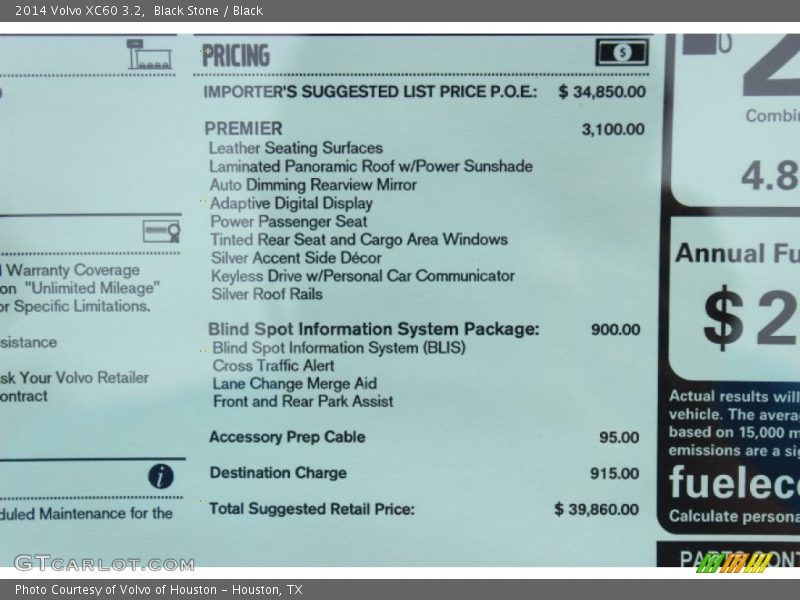 2014 Volvo XC60 3.2, Black Stone / Black
PRICING
IMPORTER'S SUGGESTED LIST PRICE P.O.E.: $ 34,850.00
PREMIER 3,100.00
Leather Seating Surfaces
Laminated Panoramic Roof w/Power Sunshade
Auto Dimming Rearview Mirror
Adaptive Digital Display
Power Passenger Seat
Tinted Rear Seat and Cargo Area Windows
Silver Accent Side Décor
Keyless Drive w/Personal Car Communicator
Silver Roof Rails
Blind Spot Information System Package: 900.00
Blind Spot Information System (BLIS)
Cross Traffic Alert
Lane Change Merge Aid
Front and Rear Park Assist
Accessory Prep Cable 95.00
Destination Charge 915.00
Total Suggested Retail Price: $ 39,860.00
Warranty Coverage
on "Unlimited Mileage"
or Specific Limitations.
sistance
sk Your Volvo Retailer
ontract
i
duled Maintenance for the
2
Combi
4.8
Annual Fu
$2
Actual results will
vehicle. The avera
based on 15,000 m
emissions are a sig
fueleco
Calculate persona
PARTS CONT
GTCARLOT.COM
Photo Courtesy of Volvo of Houston - Houston, TX